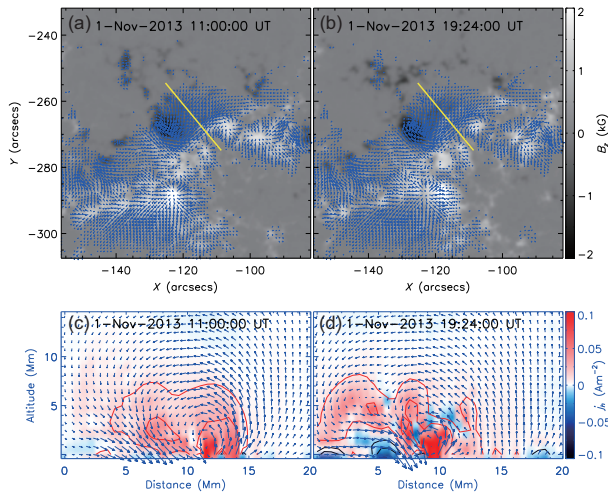 (a) 1-Nov-2013 11:00:00 UT
(b) 1-Nov-2013 19:24:00 UT
-240
-260
-280
-300
Y (arcsecs)
-140 -120 -100
X (arcsecs)
-140 -120 -100
X (arcsecs)
2
1
0
-1
-2
Bz (kG)
(c) 1-Nov-2013 11:00:00 UT
(d) 1-Nov-2013 19:24:00 UT
10
5
Altitude (Mm)
0 5 10 15 20
Distance (Mm)
0 5 10 15 20
Distance (Mm)
0.10
0.05
0
-0.05
-0.1
(Am-2)